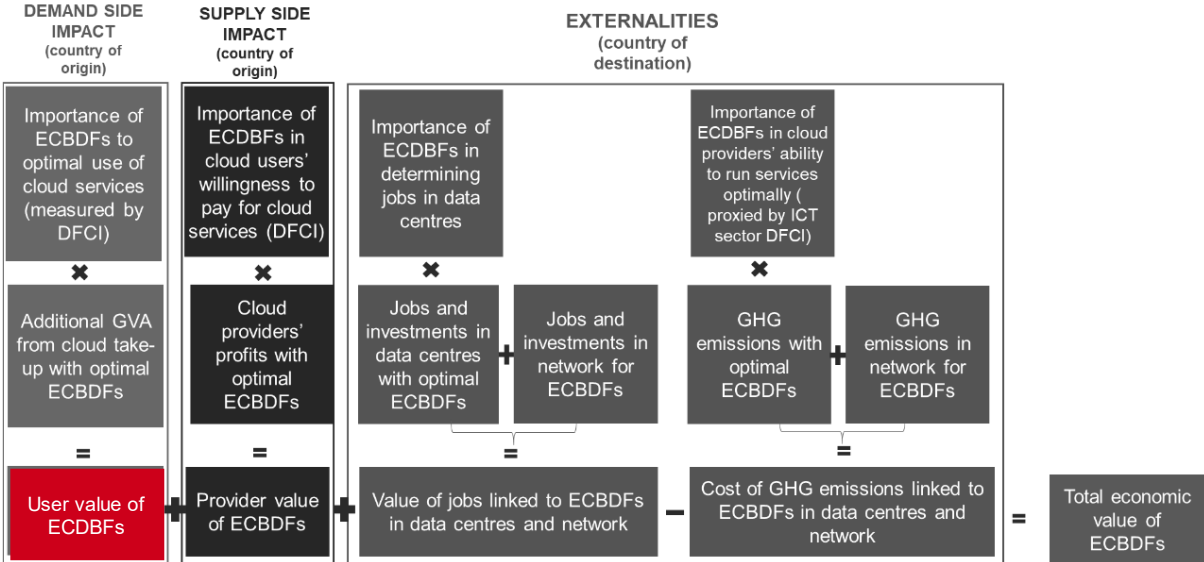 DEMAND SIDE
IMPACT
(country of
origin)
SUPPLY SIDE
IMPACT
(country of
origin)
EXTERNALITIES
(country of
destination)
Importance of
ECBDFs to
optimal use of
cloud services
(measured by
DFCI)
Importance of
ECDBFs in
cloud users'
willingness to
pay for cloud
services (DFCI)
Importance of
ECDBFs in
determining
jobs in data
centres
Importance of
ECDBFs in cloud
providers' ability
to run services
optimally (
proxied by ICT
sector DFCI)
✖
✖
✖
✖
Additional GVA
from cloud take-
up with optimal
ECBDFs
Cloud
providers'
profits with
optimal
ECBDFs
Jobs and
investments in
data centres
with optimal
ECBDFs
+
Jobs and
investments in
network for
ECBDFs
GHG
emissions with
optimal
ECBDFs
+
GHG
emissions in
network for
ECBDFs
=
=
=
=
User value of
ECDBFs
+
Provider value
of ECBDFs
+
Value of jobs linked to ECBDFs
in data centres and network
−
Cost of GHG emissions linked to
ECBDFs in data centres and
network
=
Total economic
value of
ECBDFs